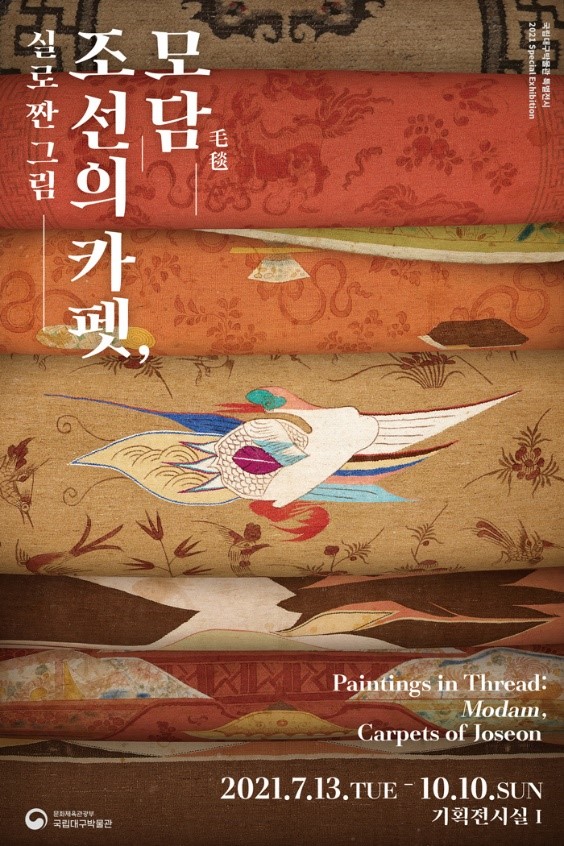 국립대구박물관 특별전시
2021 Special Exhibition
모담
毛毯
조선의 카펫,
실로 짠 그림
Paintings in Thread:
Modam,
Carpets of Joseon
2021.7.13.TUE - 10.10.SUN
기획전시실 I
문화체육관광부
국립대구박물관